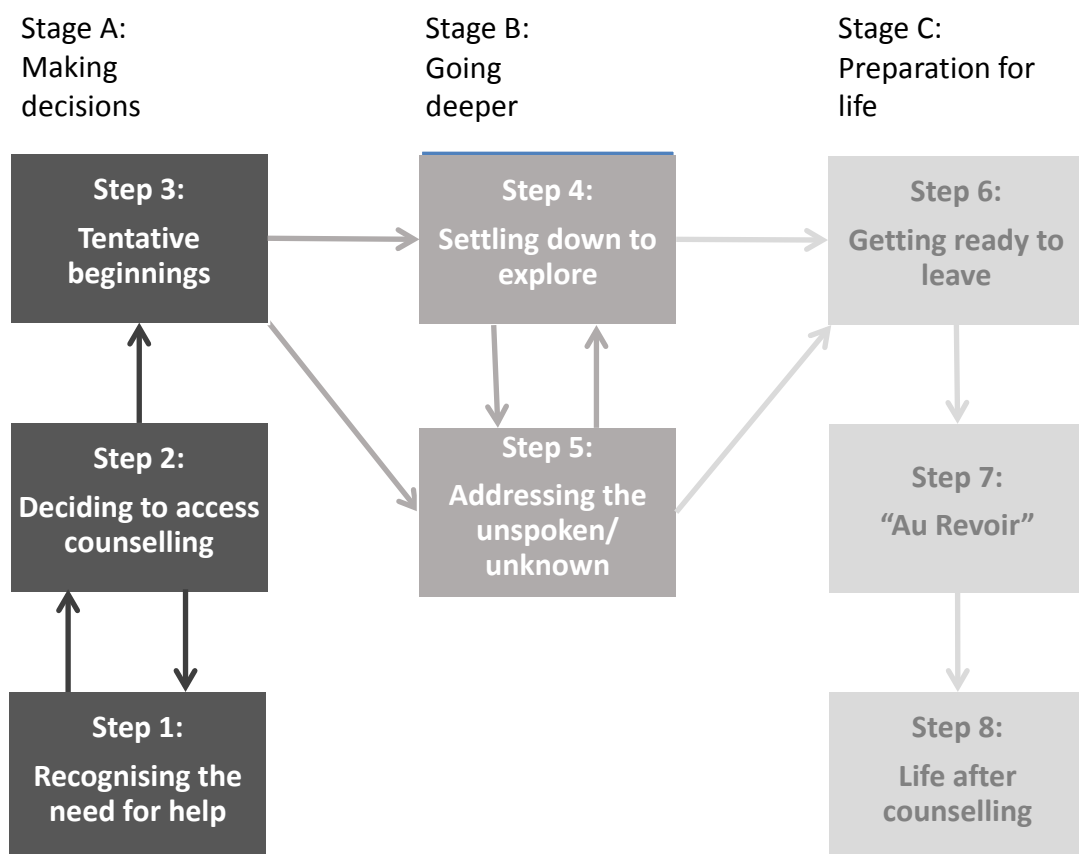 Stage A:
Making
decisions
Stage B:
Going
deeper
Stage C:
Preparation for
life
Step 3:
Tentative
beginnings
Step 4:
Settling down to
explore
Step 6:
Getting ready to
leave
Step 2:
Deciding to access
counselling
Step 5:
Addressing the
unspoken/
unknown
Step 7:
“Au Revoir”
Step 1:
Recognising the
need for help
Step 8:
Life after
counselling